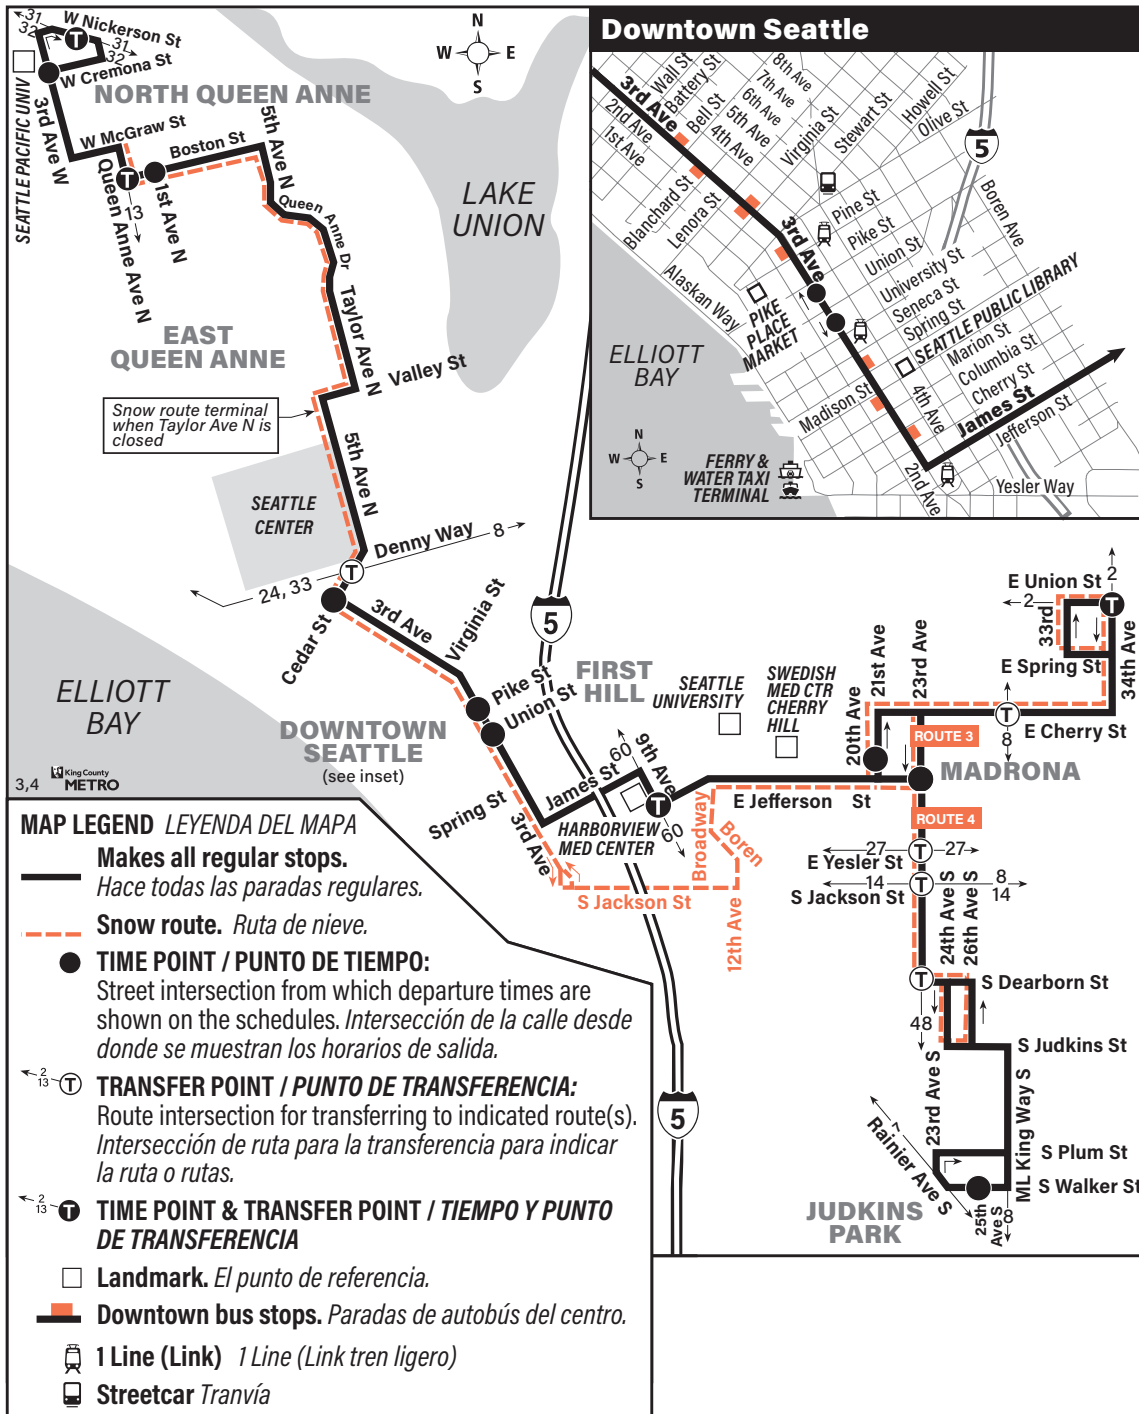 31
32
W Nickerson St
T
31
32
W Cremona St
SEATTLE PACIFIC UNIV
3rd Ave W
NORTH QUEEN ANNE
W McGraw St
Boston St
5th Ave N
T
13
Queen Anne Ave N
1st Ave N
Queen Anne Dr
Taylor Ave N
N
W E
S
LAKE
UNION
EAST
QUEEN ANNE
Valley St
Snow route terminal
when Taylor Ave N is
closed
5th Ave N
SEATTLE
CENTER
Denny Way
8
T
24, 33
Cedar St
3rd Ave
Virginia St
5
ELLIOTT
BAY
Pike St
Union St
DOWNTOWN
SEATTLE
(see inset)
FIRST
HILL
SEATTLE
UNIVERSITY
SWEDISH
MED CTR
CHERRY
HILL
Spring St
3rd Ave
James St
60
9th Ave
T
60
HARBORVIEW
MED CENTER
S Jackson St
Broadway
Boren
12th Ave
E Jefferson St
20th Ave
21st Ave
23rd Ave
E Union St
2
2
T
33rd
34th Ave
E Spring St
T
8
E Cherry St
ROUTE 3
MADRONA
ROUTE 4
27
T
27
E Yesler St
14
T
8
14
S Jackson St
24th Ave S
26th Ave S
T
S Dearborn St
48
S Judkins St
23rd Ave S
ML King Way S
7
Rainier Ave S
S Plum St
S Walker St
25th
Ave S
8
JUDKINS
PARK
5
Downtown Seattle
3rd Ave
2nd Ave
1st Ave
Wall St
Battery St
Bell St
8th Ave
7th Ave
6th Ave
5th Ave
4th Ave
Virginia St
Stewart St
Howell St
Olive St
5
Blanchard St
Lenora St
Alaskan Way
3rd Ave
Pine St
Pike St
Union St
University St
Seneca St
Spring St
Boren Ave
PIKE
PLACE
MARKET
SEATTLE PUBLIC LIBRARY
Marion St
Columbia St
Cherry St
James St
Jefferson St
Madison St
4th Ave
2nd Ave
Yesler Way
ELLIOTT
BAY
N
W E
S
FERRY &
WATER TAXI
TERMINAL
3,4
King County
METRO
MAP LEGEND LEYENDA DEL MAPA
Makes all regular stops.
Hace todas las paradas regulares.
Snow route. Ruta de nieve.
TIME POINT / PUNTO DE TIEMPO:
Street intersection from which departure times are
shown on the schedules. Intersección de la calle desde
donde se muestran los horarios de salida.
2
13
T
TRANSFER POINT / PUNTO DE TRANSFERENCIA:
Route intersection for transferring to indicated route(s).
Intersección de ruta para la transferencia para indicar
la ruta o rutas.
2
13
T
TIME POINT & TRANSFER POINT / TIEMPO Y PUNTO
DE TRANSFERENCIA
Landmark. El punto de referencia.
Downtown bus stops. Paradas de autobús del centro.
1 Line (Link) 1 Line (Link tren ligero)
Streetcar Tranvía